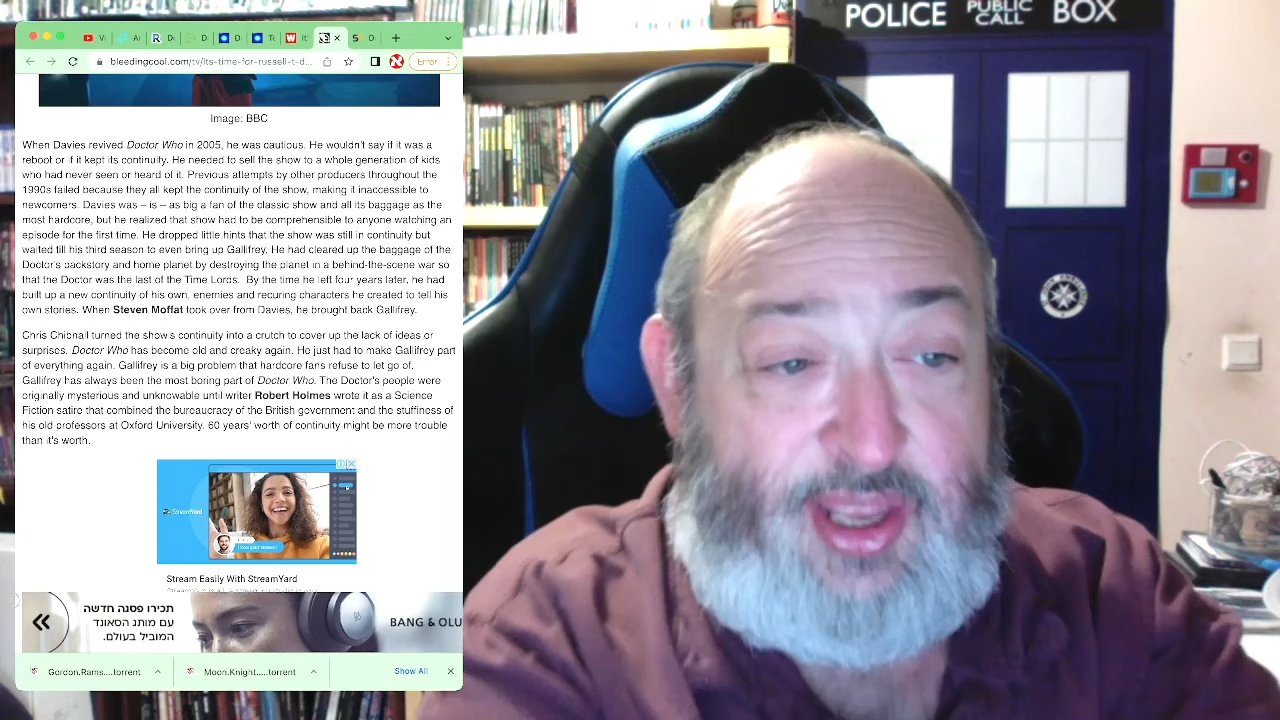 POLICE PUBLIC CALL BOX
bleedingcool.com/tv/its-time-for-russell-t-d...
Error
Image: BBC
When Davies revived Doctor Who in 2005, he was cautious. He wouldn't say if it was a
reboot or if it kept its continuity. He needed to sell the show to a whole generation of kids
who had never seen or heard of it. Previous attempts by other producers throughout the
1990s failed because they all kept the continuity of the show, making it inaccessible to
newcomers. Davies was – is – as big a fan of the classic show and all its baggage as the
most hardcore, but he realized that show had to be comprehensible to anyone watching an
episode for the first time. He dropped little hints that the show was still in continuity but
waited till his third season to even bring up Gallifrey. He had cleared up the baggage of the
Doctor's backstory and home planet by destroying the planet in a behind-the-scene war so
that the Doctor was the last of the Time Lords. By the time he left four years later, he had
built up a new continuity of his own, enemies and recuring characters he created to tell his
own stories. When Steven Moffat took over from Davies, he brought back Gallifrey.
Chris Chibnall turned the show's continuity into a crutch to cover up the lack of ideas or
surprises. Doctor Who has become old and creaky again. He just had to make Gallifrey part
of everything again. Gallifrey is a big problem that hardcore fans refuse to let go of.
Gallifrey has always been the most boring part of Doctor Who. The Doctor's people were
originally mysterious and unknowable until writer Robert Holmes wrote it as a Science
Fiction satire that combined the bureaucracy of the British government and the stuffiness of
his old professors at Oxford University. 60 years' worth of continuity might be more trouble
than it's worth.
StreamYard
Stream Easily With StreamYard
תכירו פסגה חדשה
עם מותג הסאונד
המוביל בעולם.
BANG & OLU
Gordon.Rams....torrent
Moon.Knight.....torrent
Show All